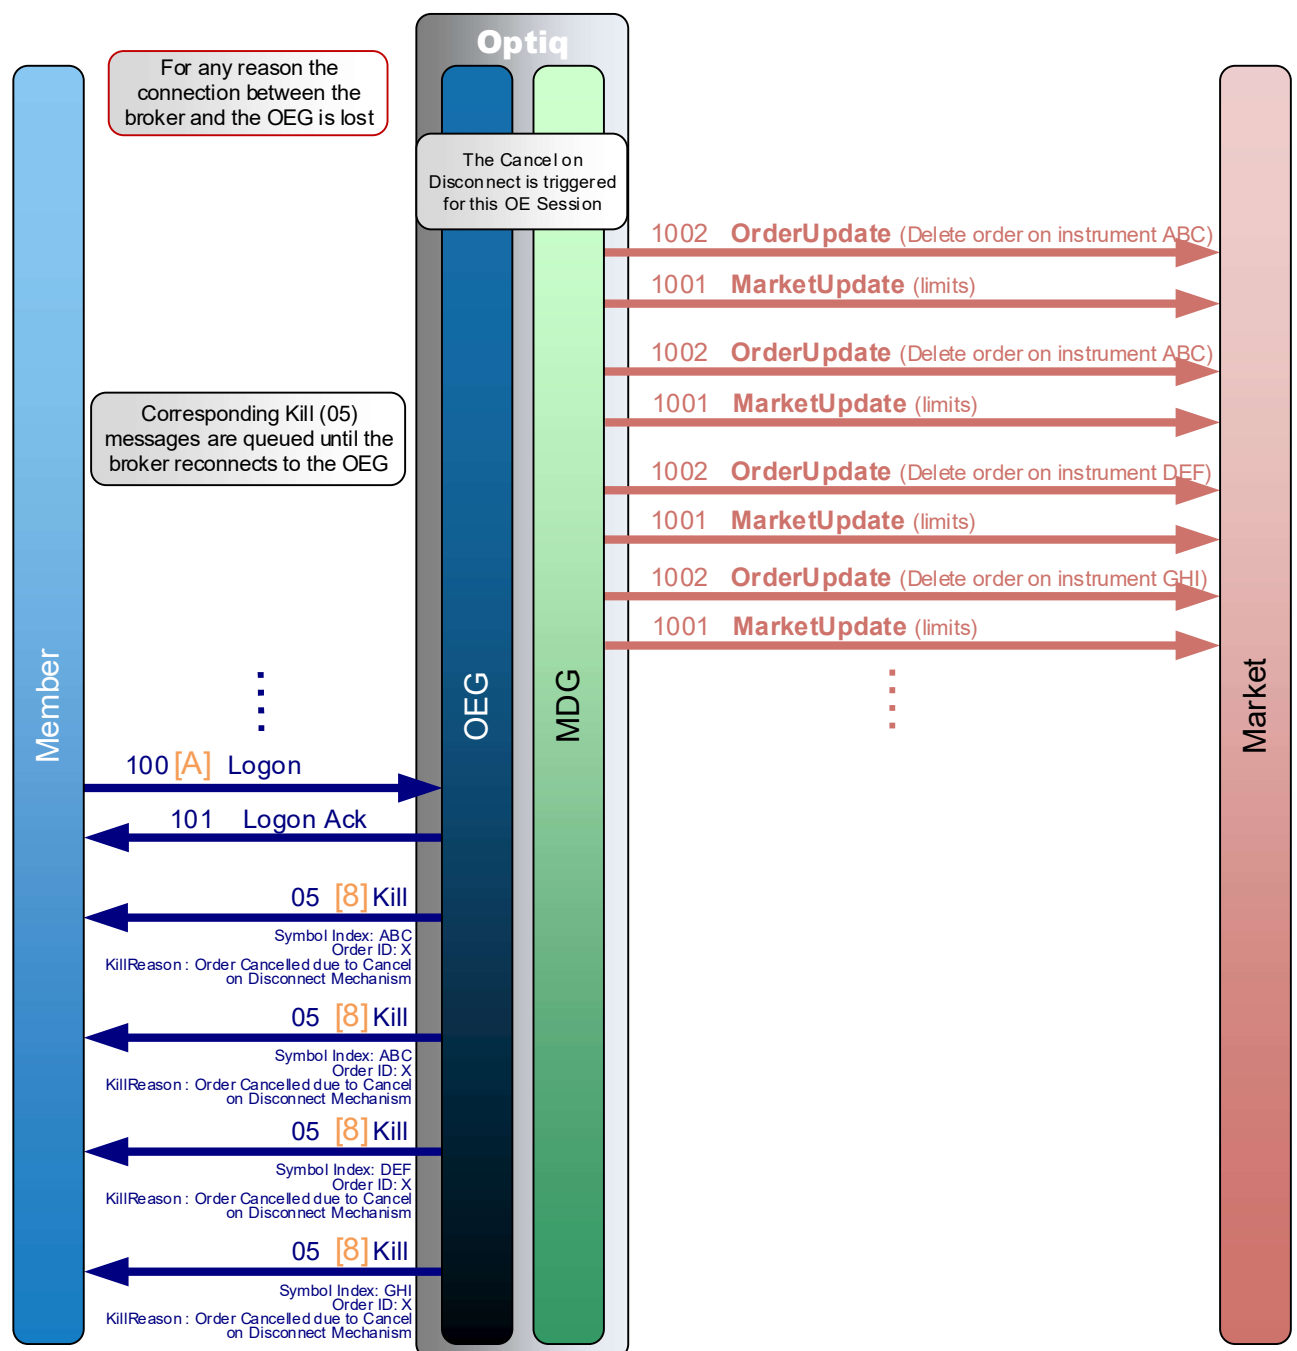 Optiq
For any reason the
connection between the
broker and the OEG is lost
The Cancel on
Disconnect is triggered
for this OE Session
1002 OrderUpdate (Delete order on instrument ABC)
1001 MarketUpdate (limits)
1002 OrderUpdate (Delete order on instrument ABC)
1001 MarketUpdate (limits)
Corresponding Kill (05)
messages are queued until the
broker reconnects to the OEG
1002 OrderUpdate (Delete order on instrument DEF)
1001 MarketUpdate (limits)
1002 OrderUpdate (Delete order on instrument GHI)
1001 MarketUpdate (limits)
Member
OEG
MDG
Market
100 [A] Logon
101 Logon Ack
05 [8] Kill
Symbol Index: ABC
Order ID: X
KillReason : Order Cancelled due to Cancel
on Disconnect Mechanism
05 [8] Kill
Symbol Index: ABC
Order ID: X
KillReason : Order Cancelled due to Cancel
on Disconnect Mechanism
05 [8] Kill
Symbol Index: DEF
Order ID: X
KillReason : Order Cancelled due to Cancel
on Disconnect Mechanism
05 [8] Kill
Symbol Index: GHI
Order ID: X
KillReason : Order Cancelled due to Cancel
on Disconnect Mechanism